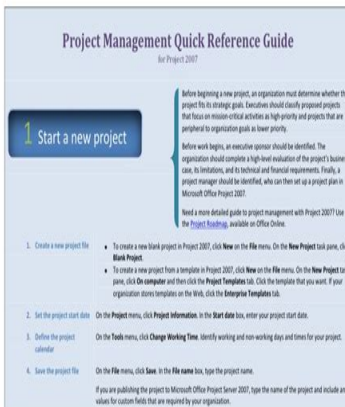 Project Management Quick Reference Guide
for Project 2007
Before beginning a new project, an organization must determine whether
project fits its strategic goals. Executives should classify proposed projects
that focus on mission-critical activities as high-priority and projects that are
peripheral to organization goals as lower priority.
1 Start a new project
Before work begins, an executive sponsor should be identified. The
organization should complete a high-level evaluation of the project's
case, its limitations, and its technical and financial requirements. Finally, a
project manager should be identified, who can then set up a project plan in
Microsoft Office Project 2007.
Need a more detailed guide to project management with Project 2007? Use
the Project Roadmap, available on Office Online.
1. Create a new project file
• To create a new blank project in Project 2007, click New on the File menu. On the New Project task pane,
Blank Project.
• To create a new project from a template in Project 2007, click New on the File menu. On the New Project
pane, click On computer and then click the Project Templates tab. Click the template that you want. If your
organization stores templates on the Web, click the Enterprise Templates tab.
2. Set the project start date On the Project menu, click Project Information. In the Start date box, enter your project start date.
3. Define the project On the Tools menu, click Change Working Time. Identify working and non-working days and times for your project.
calendar
4. Save the project file On the File menu, click Save. In the File name box, type the project name.
If you are publishing the project to Microsoft Office Project Server 2007, type the name of the project and include
values for custom fields that are required by your organization.